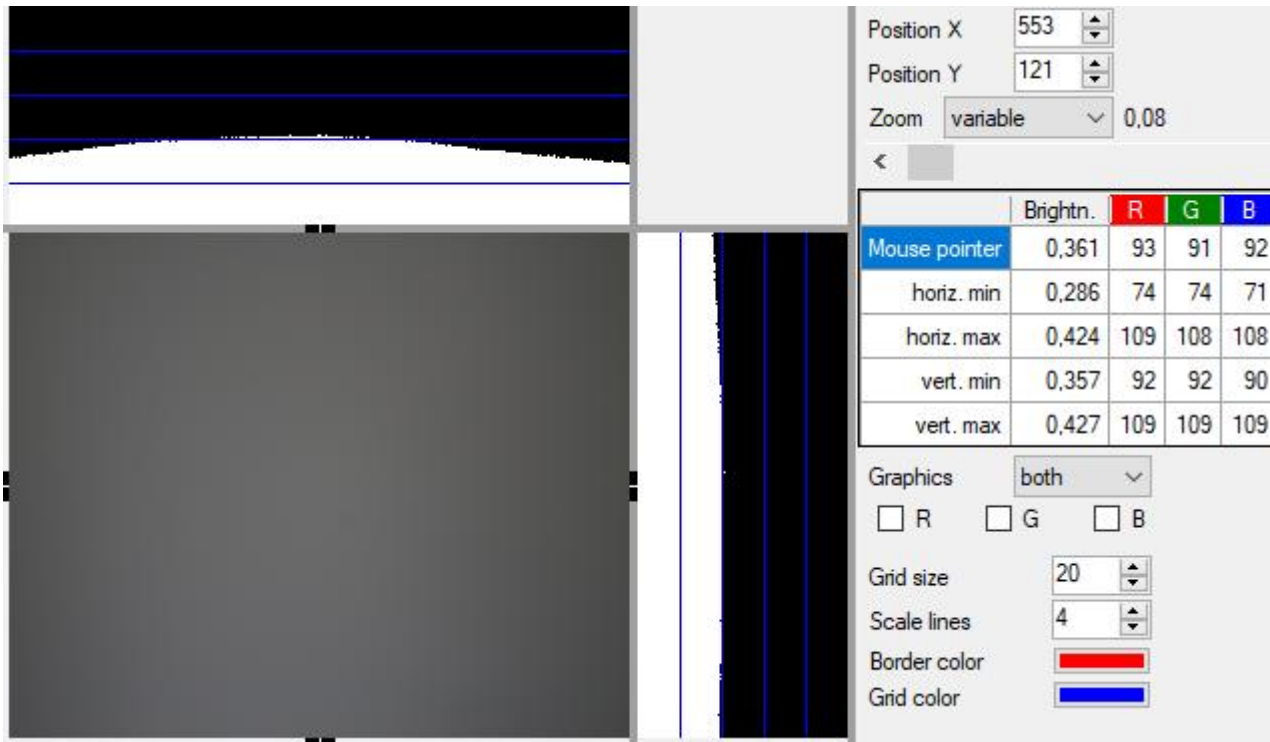 Position X 553
Position Y 121
Zoom variable 0,08
<
Brightn. R G B
Mouse pointer 0,361 93 91 92
horiz. min 0,286 74 74 71
horiz. max 0,424 109 108 108
vert. min 0,357 92 92 90
vert. max 0,427 109 109 109
Graphics both
R G B
Grid size 20
Scale lines 4
Border color
Grid color